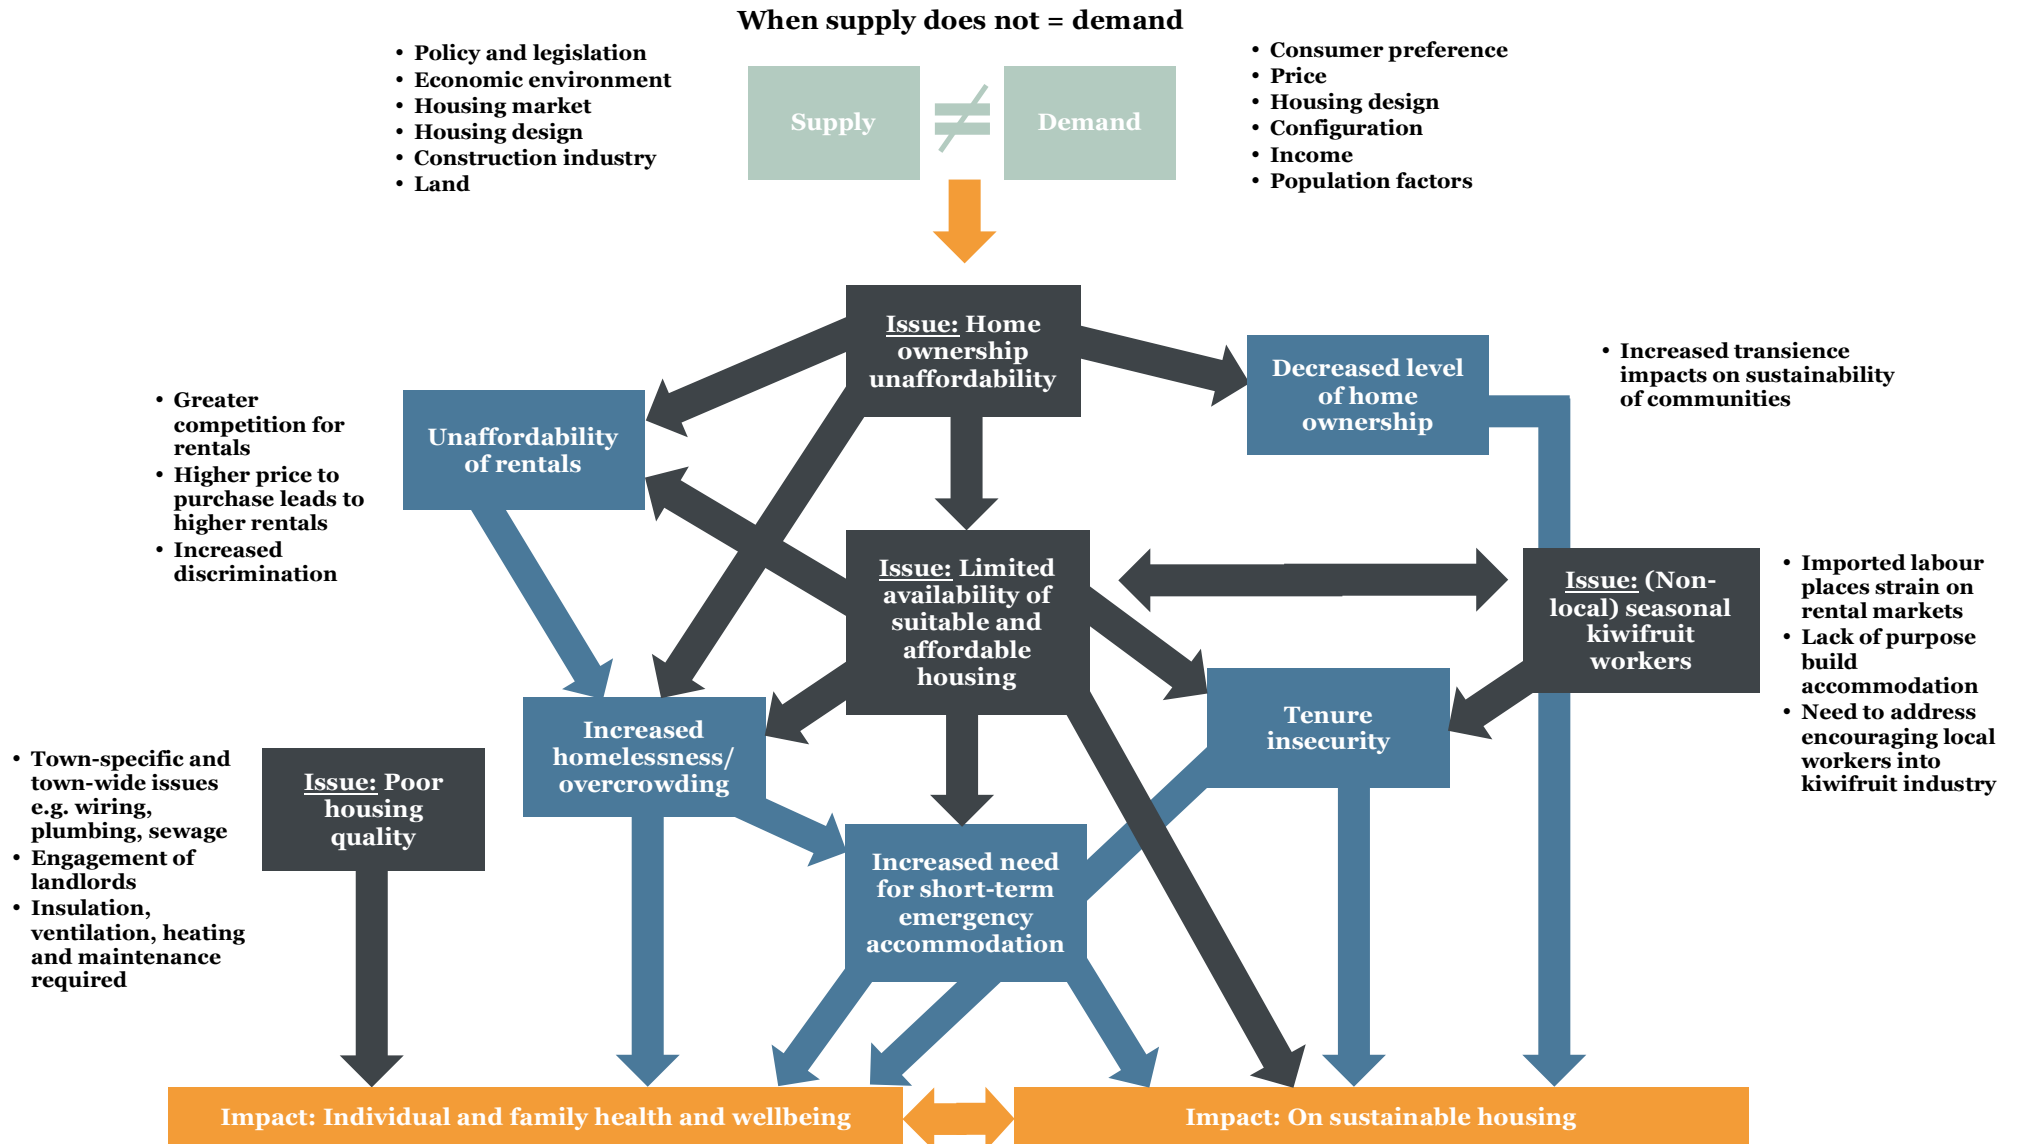 When supply does not = demand
• Policy and legislation
• Economic environment
• Housing market
• Housing design
• Construction industry
• Land
Supply
≠
Demand
• Consumer preference
• Price
• Housing design
• Configuration
• Income
• Population factors
Issue: Home
ownership
unaffordability
Decreased level
of home
ownership
• Increased transience
impacts on sustainability
of communities
• Greater
competition for
rentals
• Higher price to
purchase leads to
higher rentals
• Increased
discrimination
Unaffordability
of rentals
Issue: Limited
availability of
suitable and
affordable
housing
Issue: (Non-
local) seasonal
kiwifruit
workers
• Imported labour
places strain on
rental markets
• Lack of purpose
build
accommodation
• Need to address
encouraging local
workers into
kiwifruit industry
Increased
homelessness/
overcrowding
Tenure
insecurity
• Town-specific and
town-wide issues
e.g. wiring,
plumbing, sewage
• Engagement of
landlords
• Insulation,
ventilation, heating
and maintenance
required
Issue: Poor
housing
quality
Increased need
for short-term
emergency
accommodation
Impact: Individual and family health and wellbeing
Impact: On sustainable housing